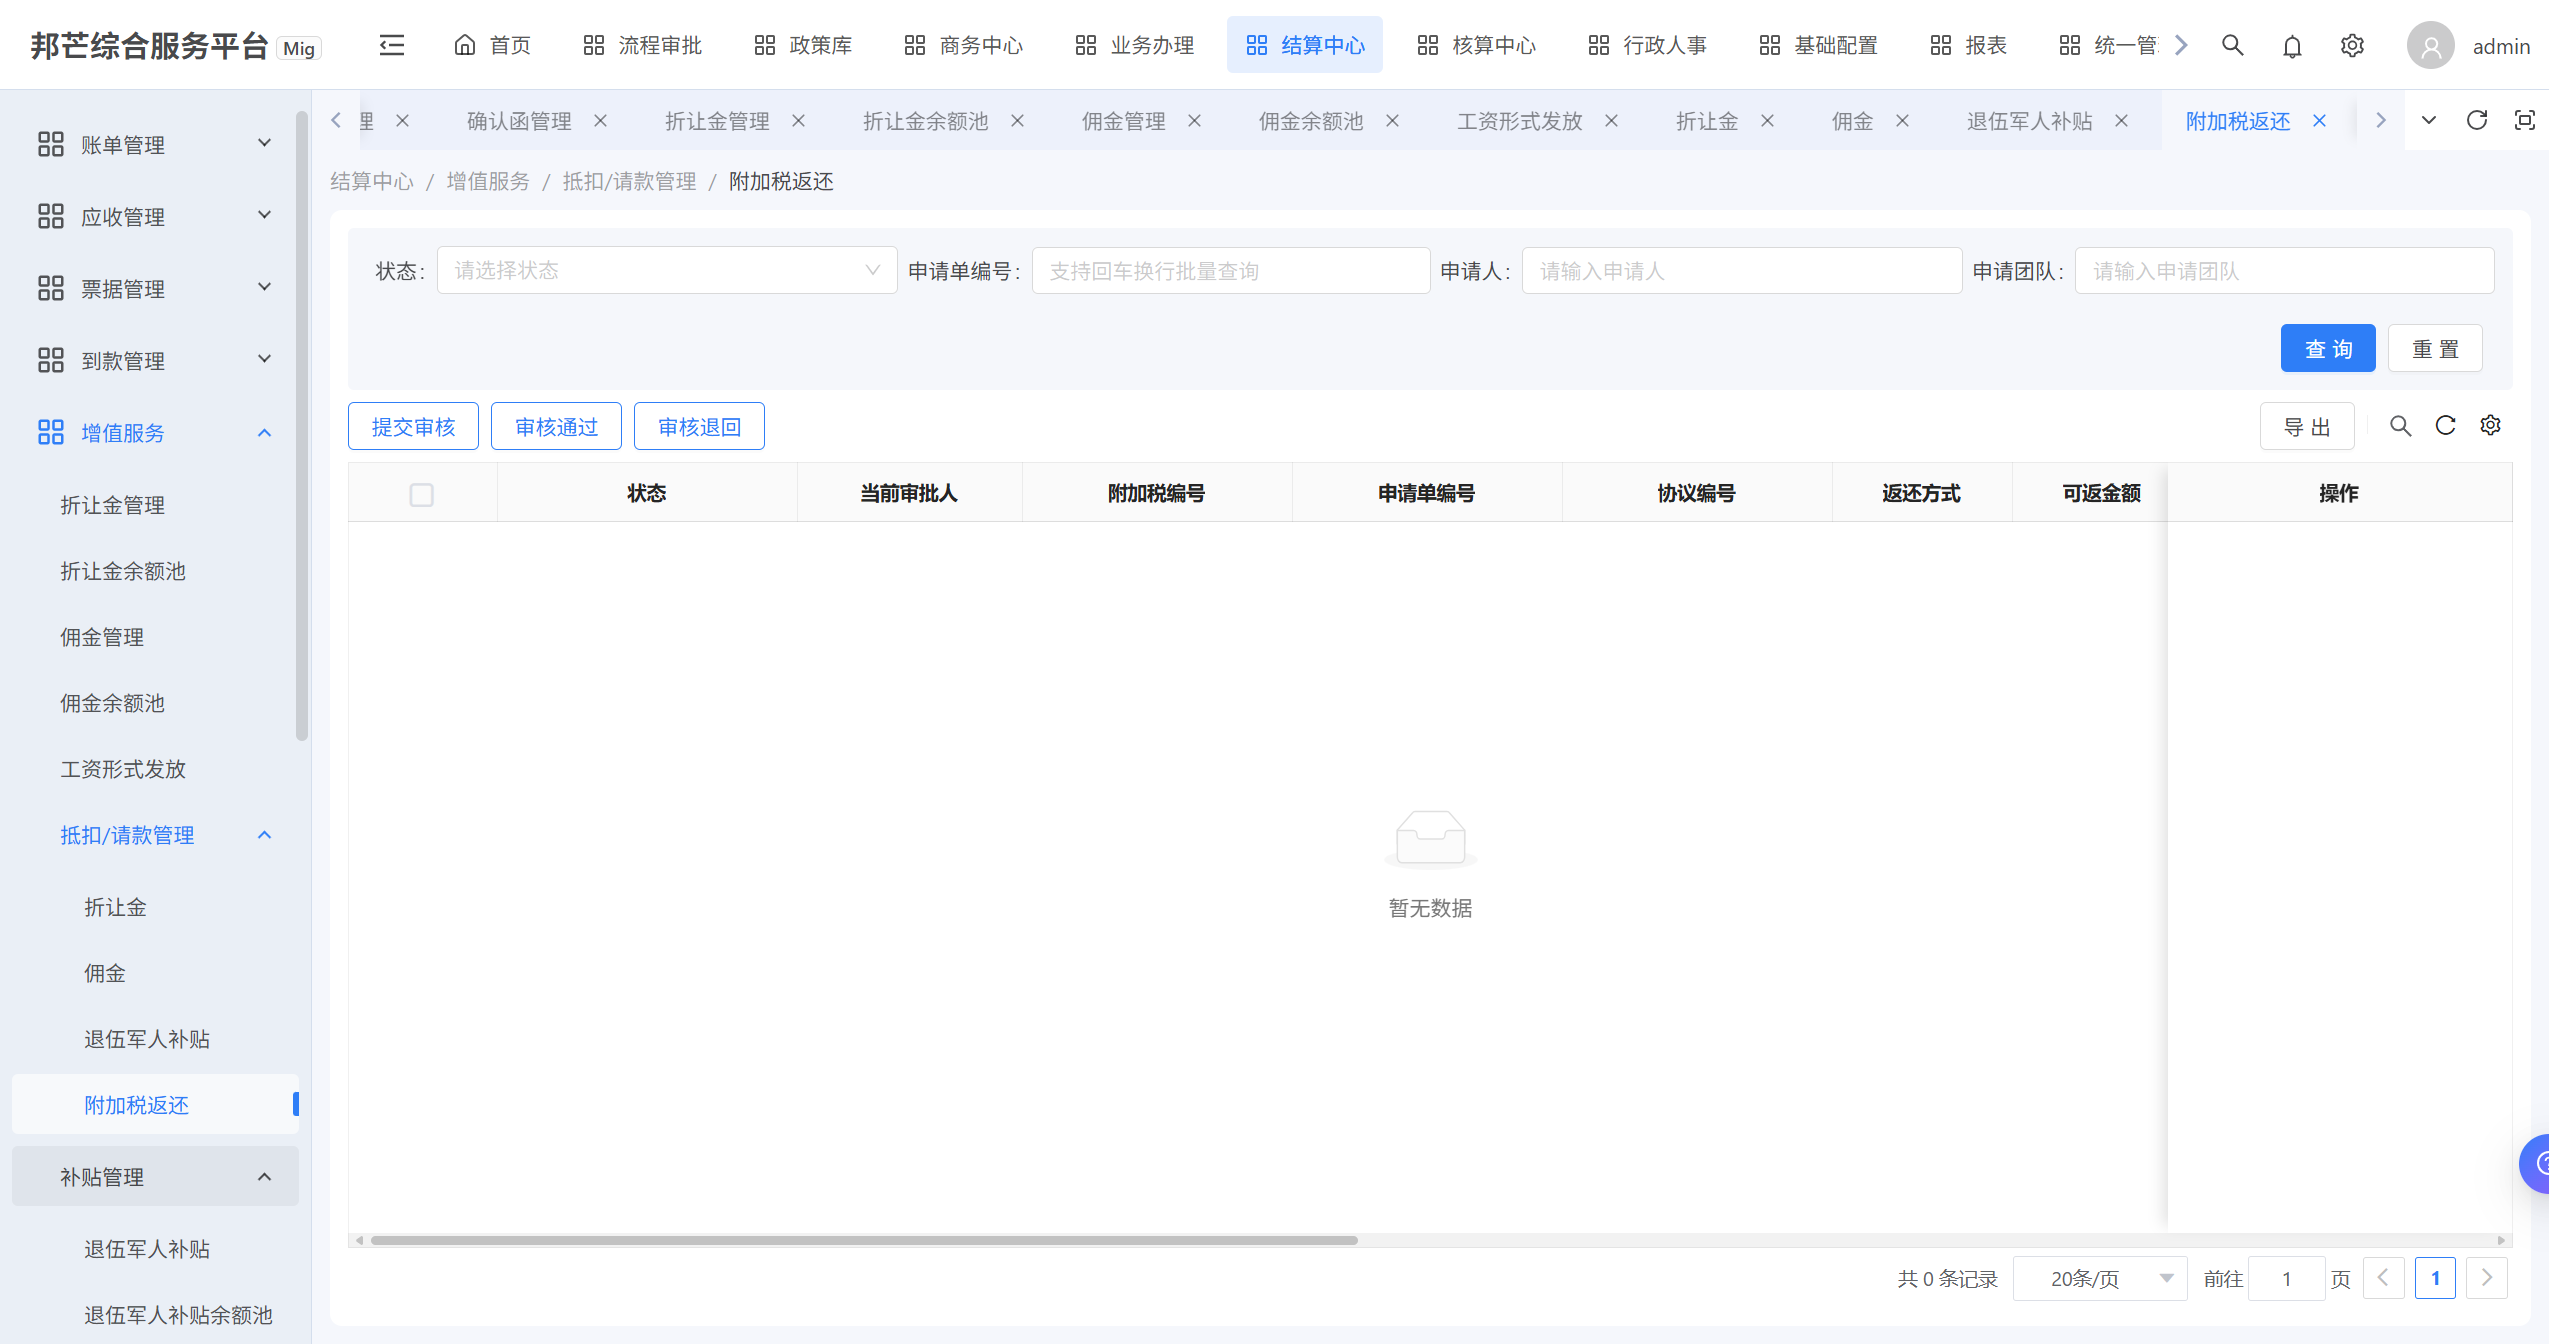 邦芒综合服务平台 Mig
首页 流程审批 政策库 商务中心 业务办理 结算中心 核算中心 行政人事 基础配置 报表 统一管
admin
确认函管理 折让金管理 折让金余额池 佣金管理 佣金余额池 工资形式发放 折让金 佣金 退伍军人补贴 附加税返还
结算中心 / 增值服务 / 抵扣/请款管理 / 附加税返还
账单管理
应收管理
票据管理
到款管理
增值服务
折让金管理
折让金余额池
佣金管理
佣金余额池
工资形式发放
抵扣/请款管理
折让金
佣金
退伍军人补贴
附加税返还
补贴管理
退伍军人补贴
退伍军人补贴余额池
状态: 请选择状态 申请单编号: 支持回车换行批量查询 申请人: 请输入申请人 申请团队: 请输入申请团队
查 询 重 置
提交审核 审核通过 审核退回 导 出
状态 当前审批人 附加税编号 申请单编号 协议编号 返还方式 可返金额 操作
暂无数据
共 0 条记录 20条/页 前往 1 页 1